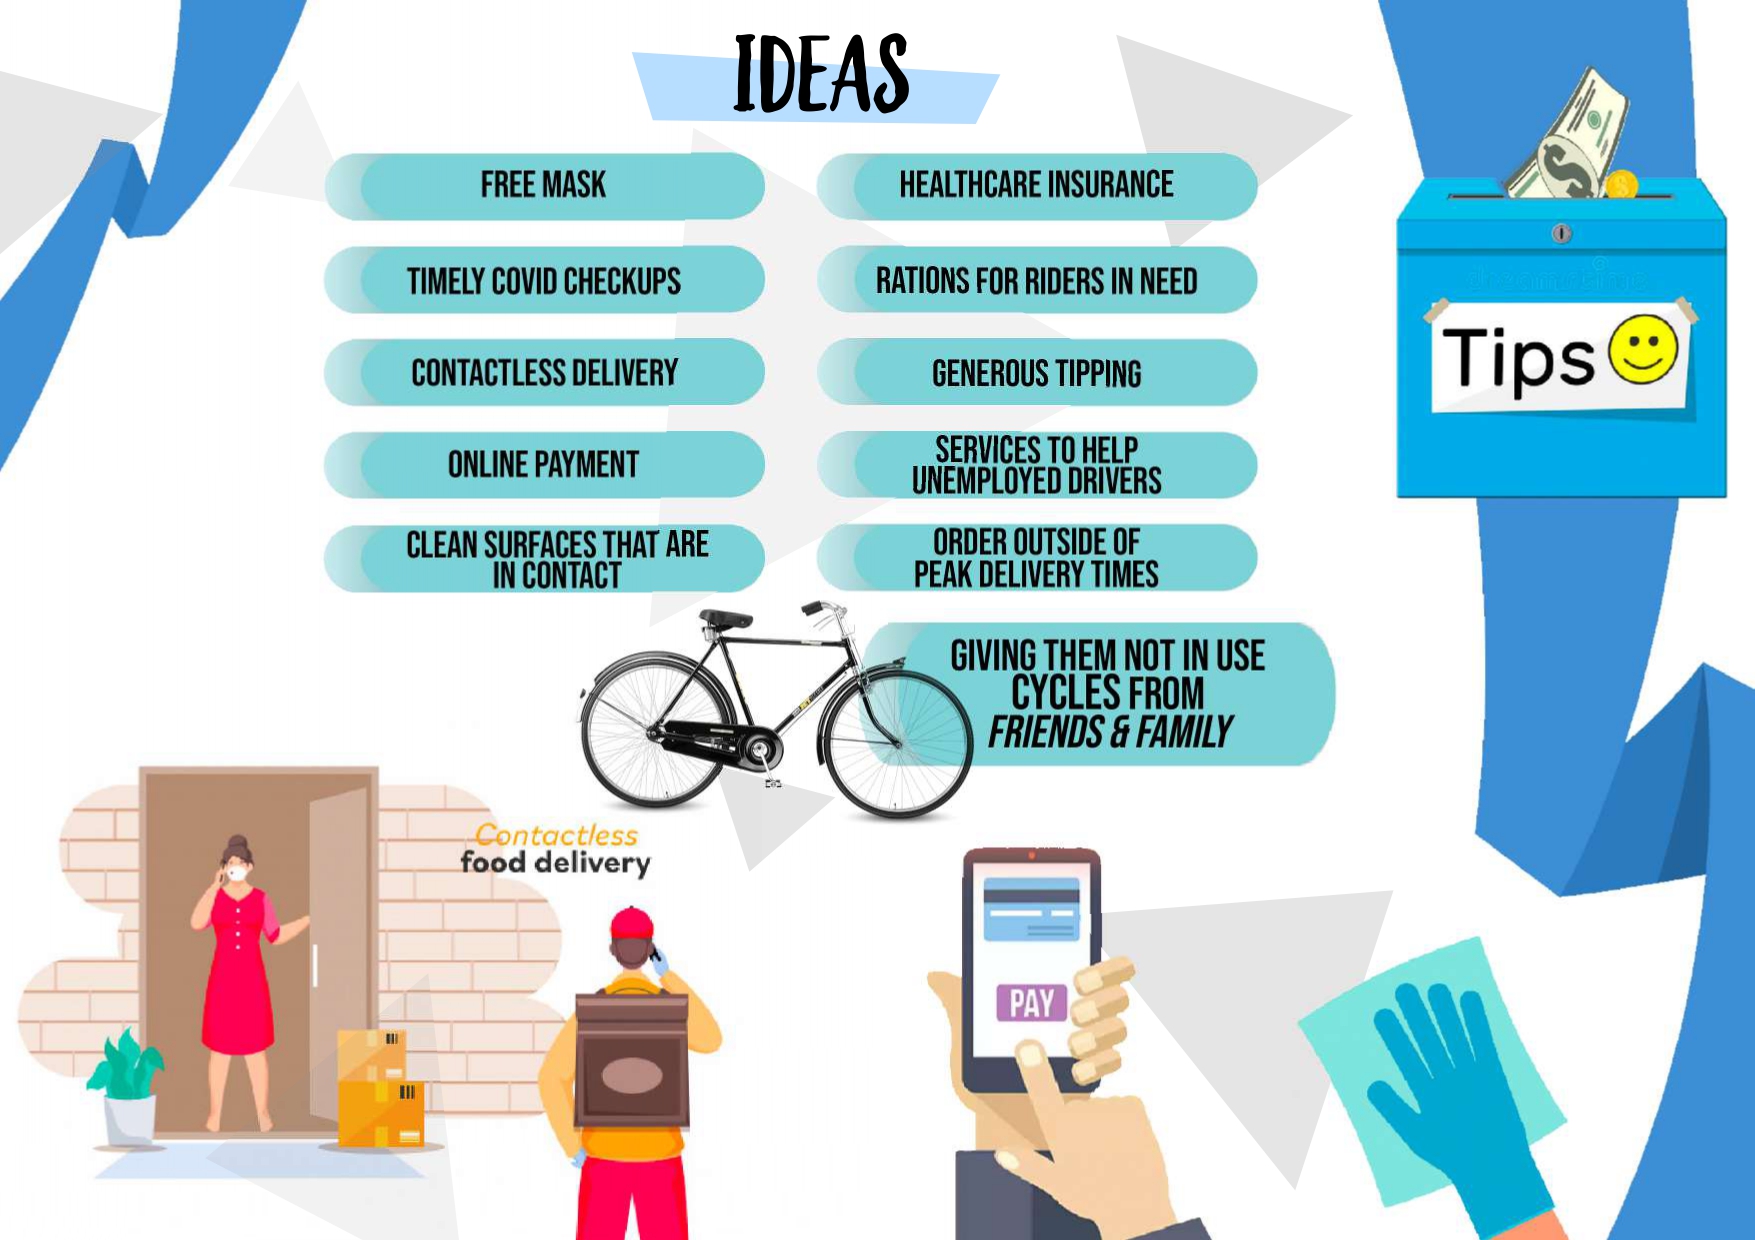 IDEAS
FREE MASK
TIMELY COVID CHECKUPS
CONTACTLESS DELIVERY
ONLINE PAYMENT
CLEAN SURFACES THAT ARE
IN CONTACT
HEALTHCARE INSURANCE
RATIONS FOR RIDERS IN NEED
GENEROUS TIPPING
SERVICES TO HELP
UNEMPLOYED DRIVERS
ORDER OUTSIDE OF
PEAK DELIVERY TIMES
GIVING THEM NOT IN USE
CYCLES FROM
FRIENDS & FAMILY
Tips
Contactless
food delivery
PAY